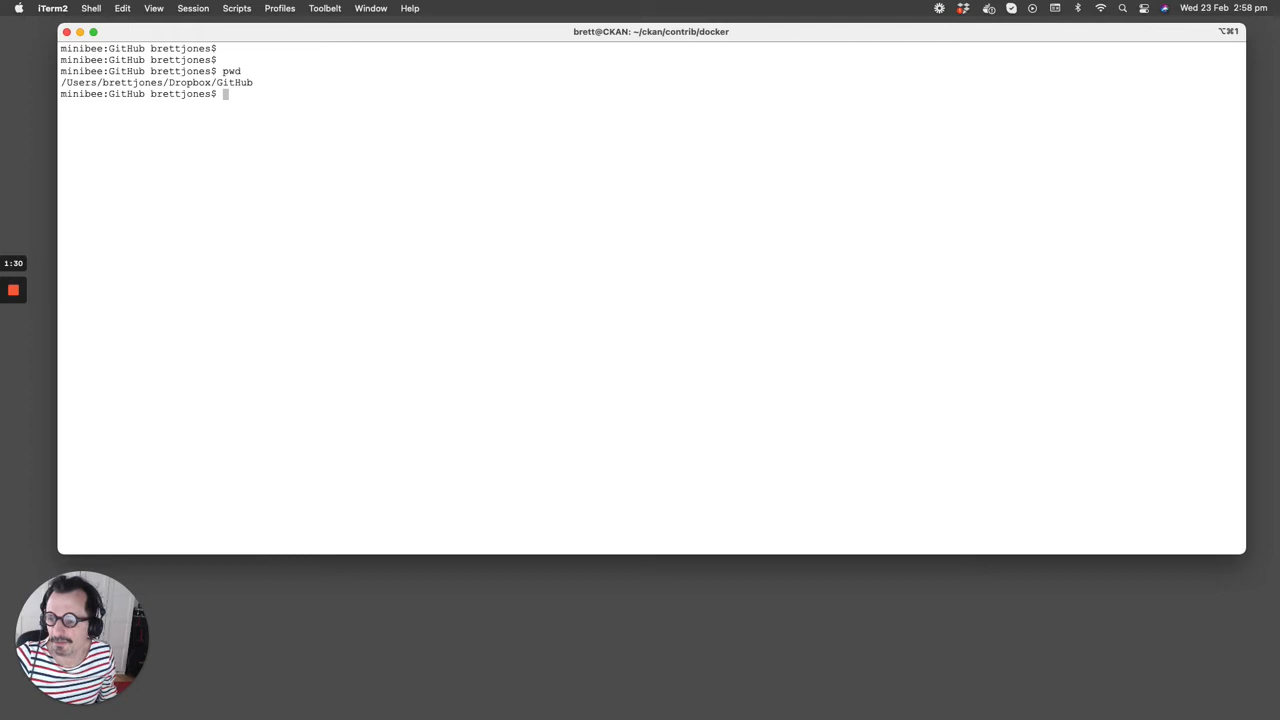 iTerm2 Shell Edit View Session Scripts Profiles Toolbelt Window Help Wed 23 Feb 2:58 pm
brett@CKAN: ~/ckan/contrib/docker ⌥⌘1
minibee:GitHub brettjones$
minibee:GitHub brettjones$
minibee:GitHub brettjones$ pwd
/Users/brettjones/Dropbox/GitHub
minibee:GitHub brettjones$
1:30